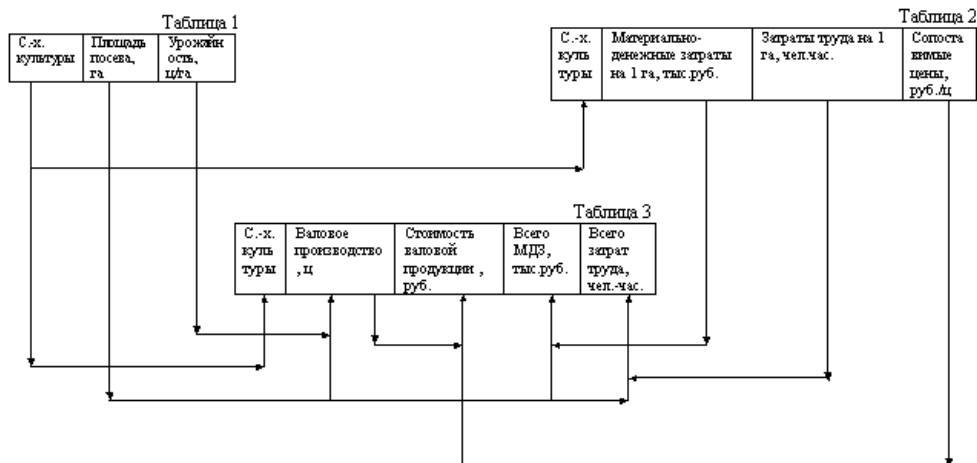 Таблица 1
С.-х.
культуры
Площадь
посева,
га
Урожайн
ость,
ц/га
Таблица 2
С.-х.
куль
туры
Материально-
денежные затраты
на 1 га, тыс.руб.
Затраты труда на 1
га, чел.час.
Сопоста
вимые
цены,
руб./ц
Таблица 3
С.-х.
куль
туры
Валовое
производство
, ц
Стоимость
валовой
продукции ,
руб.
Всего
МДЗ,
тыс.руб.
Всего
затрат
труда,
чел.-час.